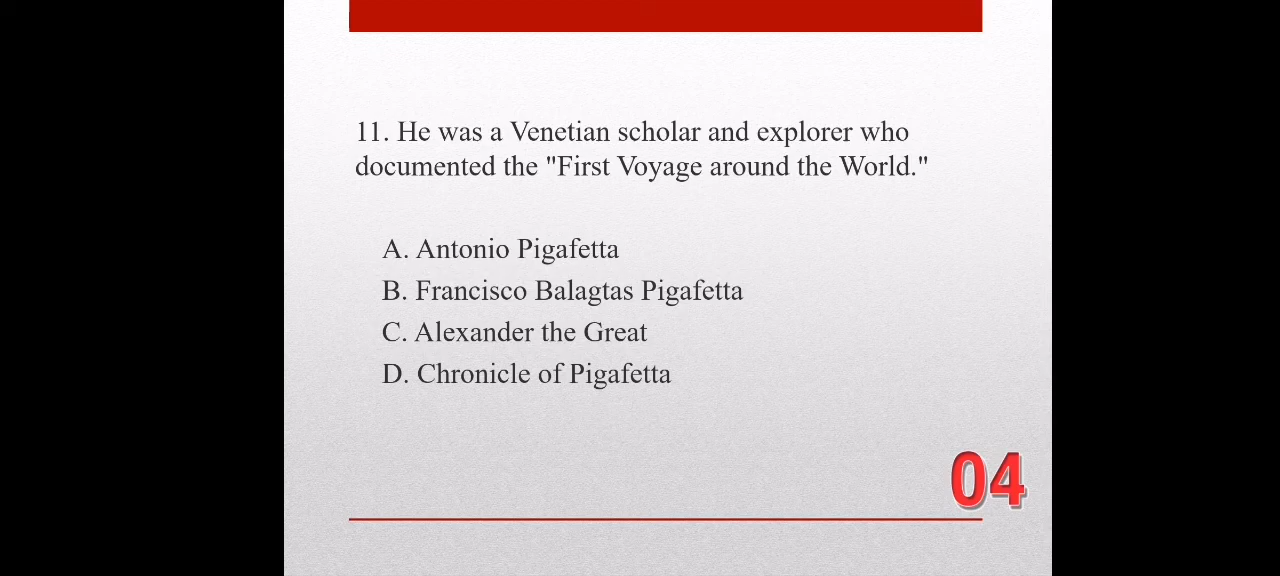 11. He was a Venetian scholar and explorer who
documented the "First Voyage around the World."
A. Antonio Pigafetta
B. Francisco Balagtas Pigafetta
C. Alexander the Great
D. Chronicle of Pigafetta
04